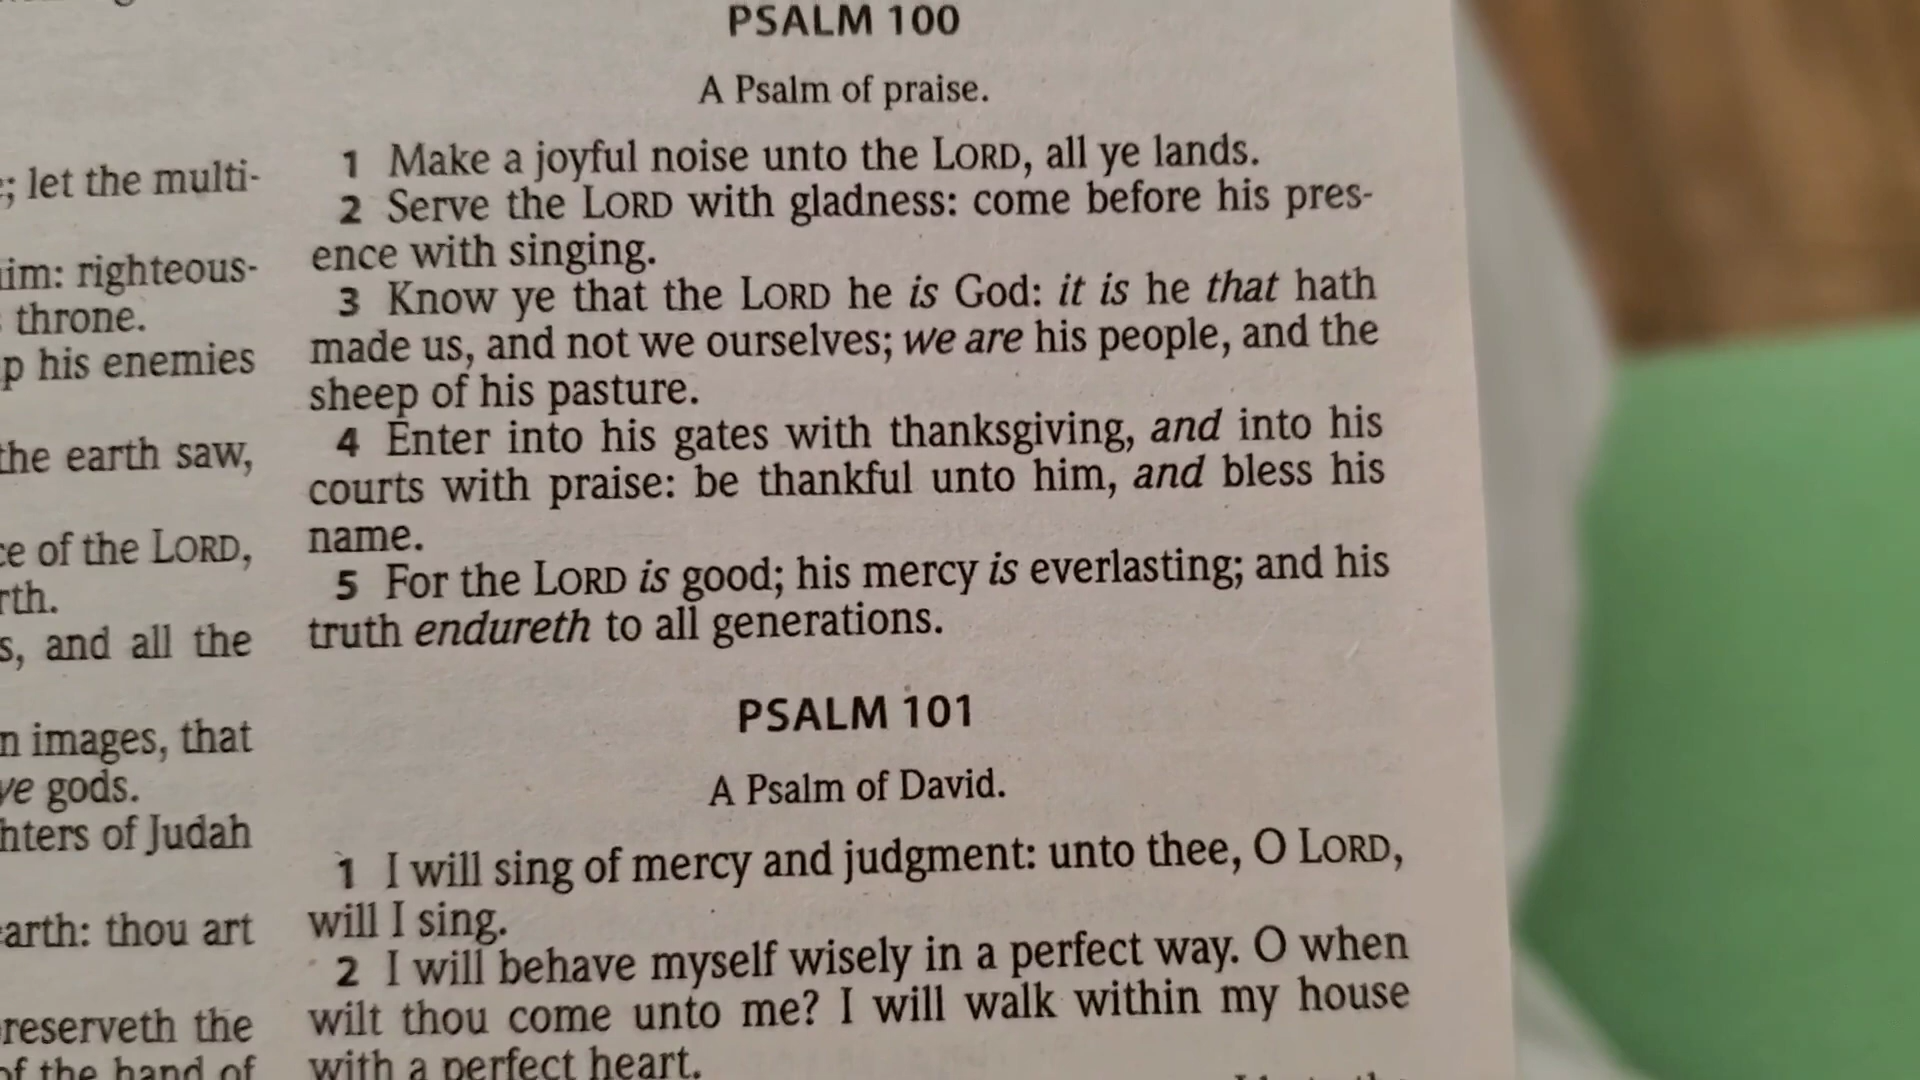 ; let the multi-
im: righteous-
throne.
p his enemies
the earth saw,
ce of the LORD,
rth.
s, and all the
n images, that
ye gods.
hters of Judah
earth: thou art
reserveth the
of the hand of
PSALM 100
A Psalm of praise.
1 Make a joyful noise unto the LORD, all ye lands.
2 Serve the LORD with gladness: come before his pres-
ence with singing.
3 Know ye that the LORD he is God: it is he that hath
made us, and not we ourselves; we are his people, and the
sheep of his pasture.
4 Enter into his gates with thanksgiving, and into his
courts with praise: be thankful unto him, and bless his
name.
5 For the LORD is good; his mercy is everlasting; and his
truth endureth to all generations.
PSALM 101
A Psalm of David.
1 I will sing of mercy and judgment: unto thee, O LORD,
will I sing.
2 I will behave myself wisely in a perfect way. O when
wilt thou come unto me? I will walk within my house
with a perfect heart.